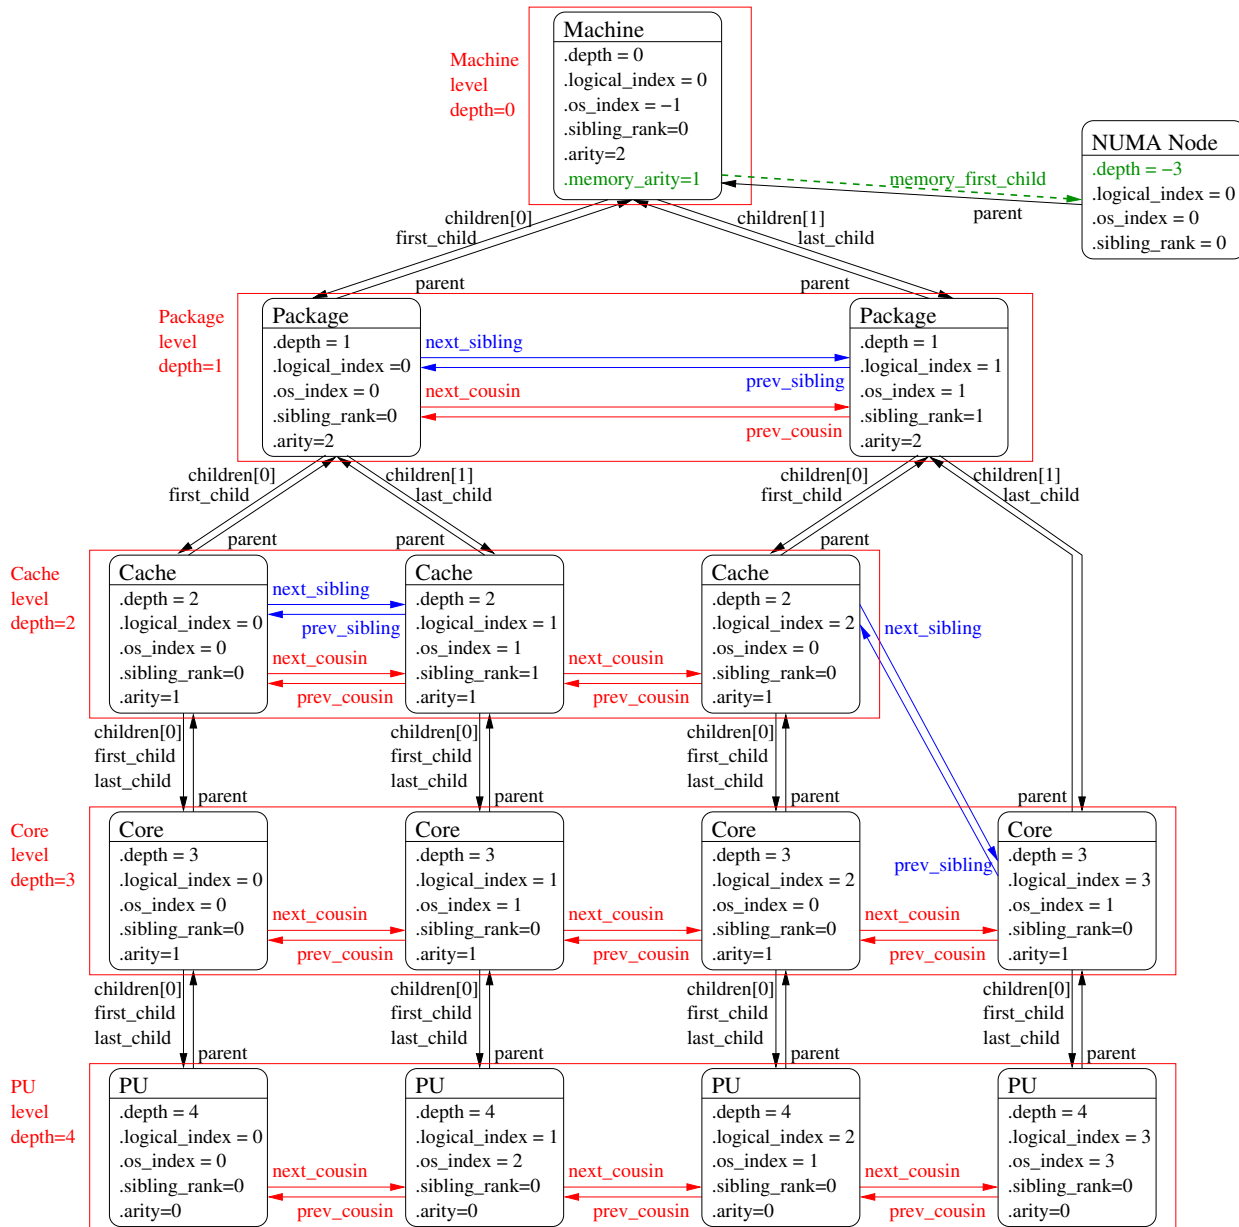 Machine
level
depth=0
Machine
.depth = 0
.logical_index = 0
.os_index = −1
.sibling_rank=0
.arity=2
.memory_arity=1
NUMA Node
.depth = −3
.logical_index = 0
.os_index = 0
.sibling_rank = 0
memory_first_child
parent
children[0]
first_child
children[1]
last_child
parent
parent
Package
level
depth=1
Package
.depth = 1
.logical_index =0
.os_index = 0
.sibling_rank=0
.arity=2
next_sibling
prev_sibling
next_cousin
prev_cousin
Package
.depth = 1
.logical_index = 1
.os_index = 1
.sibling_rank=1
.arity=2
children[0]
first_child
children[1]
last_child
children[0]
first_child
children[1]
last_child
parent
parent
parent
Cache
level
depth=2
Cache
.depth = 2
.logical_index = 0
.os_index = 0
.sibling_rank=0
.arity=1
next_sibling
prev_sibling
next_cousin
prev_cousin
Cache
.depth = 2
.logical_index = 1
.os_index = 1
.sibling_rank=1
.arity=1
next_cousin
prev_cousin
Cache
.depth = 2
.logical_index = 2
.os_index = 0
.sibling_rank=0
.arity=1
next_sibling
prev_sibling
children[0]
first_child
last_child
parent
children[0]
first_child
last_child
parent
children[0]
first_child
last_child
parent
parent
Core
level
depth=3
Core
.depth = 3
.logical_index = 0
.os_index = 0
.sibling_rank=0
.arity=1
next_cousin
prev_cousin
Core
.depth = 3
.logical_index = 1
.os_index = 1
.sibling_rank=0
.arity=1
next_cousin
prev_cousin
Core
.depth = 3
.logical_index = 2
.os_index = 0
.sibling_rank=0
.arity=1
next_cousin
prev_cousin
Core
.depth = 3
.logical_index = 3
.os_index = 1
.sibling_rank=0
.arity=1
children[0]
first_child
last_child
parent
children[0]
first_child
last_child
parent
children[0]
first_child
last_child
parent
children[0]
first_child
last_child
parent
PU
level
depth=4
PU
.depth = 4
.logical_index = 0
.os_index = 0
.sibling_rank=0
.arity=0
next_cousin
prev_cousin
PU
.depth = 4
.logical_index = 1
.os_index = 2
.sibling_rank=0
.arity=0
next_cousin
prev_cousin
PU
.depth = 4
.logical_index = 2
.os_index = 1
.sibling_rank=0
.arity=0
next_cousin
prev_cousin
PU
.depth = 4
.logical_index = 3
.os_index = 3
.sibling_rank=0
.arity=0